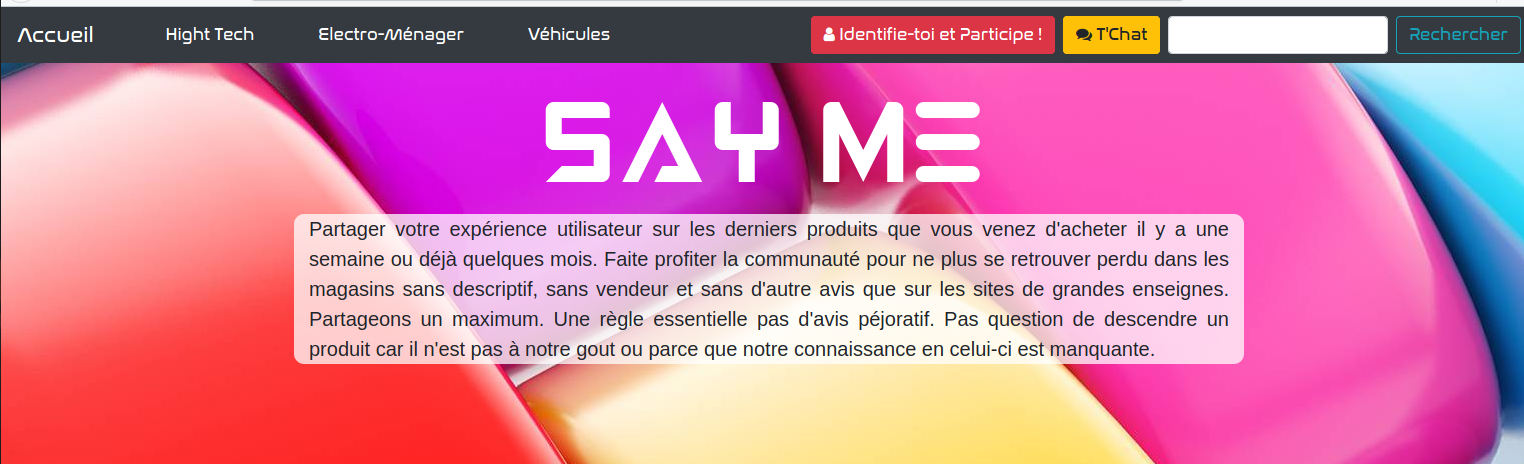 Accueil Hight Tech Electro-Ménager Véhicules Identifie-toi et Participe ! T'Chat Rechercher
SAY ME
Partager votre expérience utilisateur sur les derniers produits que vous venez d'acheter il y a une
semaine ou déjà quelques mois. Faite profiter la communauté pour ne plus se retrouver perdu dans les
magasins sans descriptif, sans vendeur et sans d'autre avis que sur les sites de grandes enseignes.
Partageons un maximum. Une règle essentielle pas d'avis péjoratif. Pas question de descendre un
produit car il n'est pas à notre gout ou parce que notre connaissance en celui-ci est manquante.